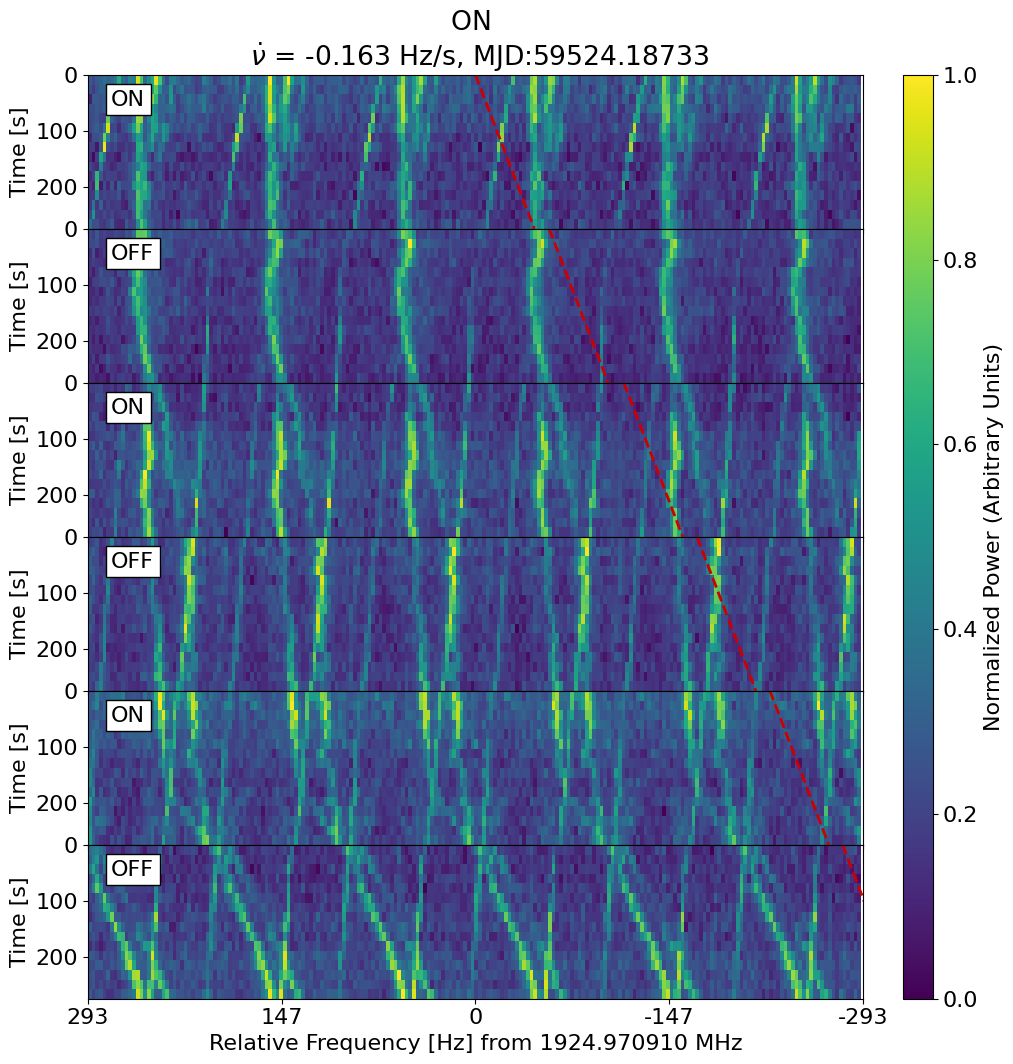 ON
ν̇ = -0.163 Hz/s, MJD:59524.18733
0
ON
100
Time [s]
200
0
OFF
100
Time [s]
200
0
ON
100
Time [s]
200
0
OFF
100
Time [s]
200
0
ON
100
Time [s]
200
0
OFF
100
Time [s]
200
293 147 0 -147 -293
Relative Frequency [Hz] from 1924.970910 MHz
1.0
0.8
0.6
0.4
0.2
0.0
Normalized Power (Arbitrary Units)